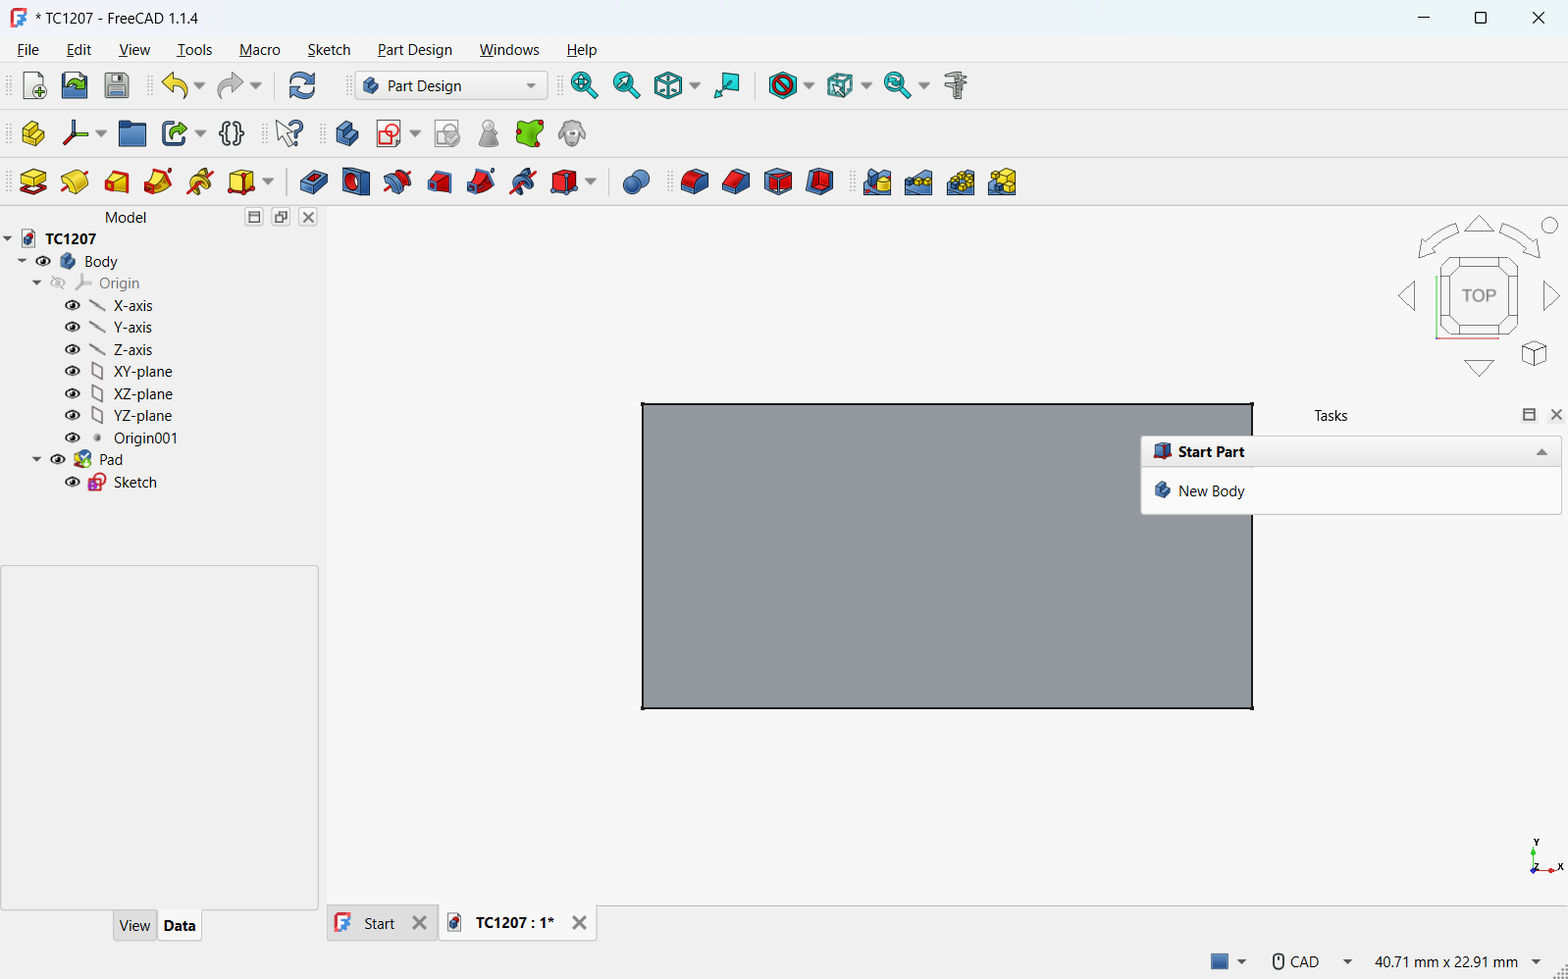 * TC1207 - FreeCAD 1.1.4
File Edit View Tools Macro Sketch Part Design Windows Help
Part Design
Model
TC1207
Body
Origin
X-axis
Y-axis
Z-axis
XY-plane
XZ-plane
YZ-plane
Origin001
Pad
Sketch
TOP
Tasks
Start Part
New Body
Y
Z X
View Data
Start TC1207 : 1*
CAD 40.71 mm x 22.91 mm